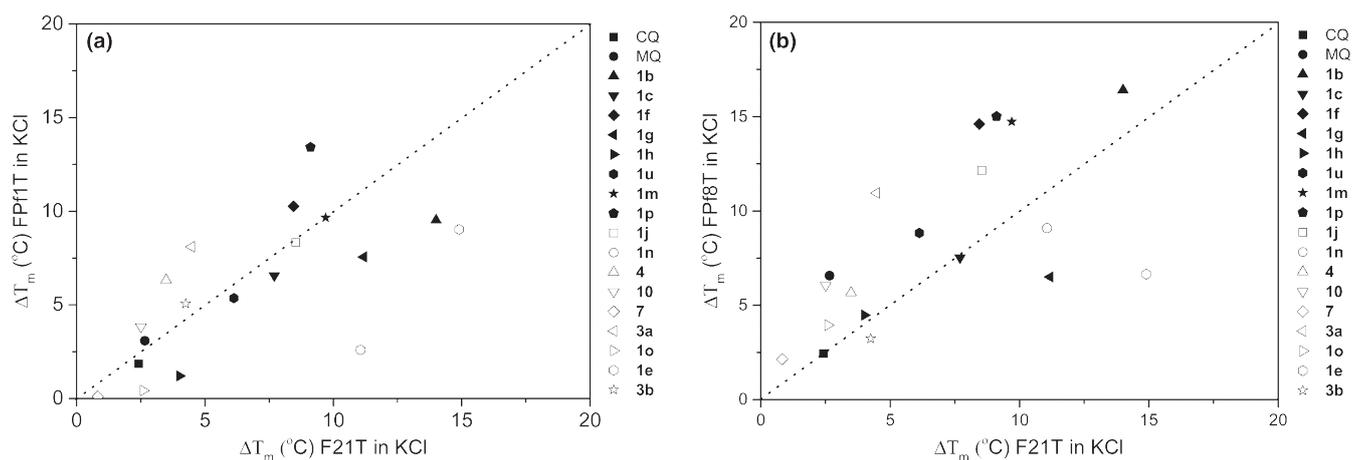 (a)
20
15
10
5
0
ΔTm (°C) FPf1T in KCl
0 5 10 15 20
ΔTm (°C) F21T in KCl
CQ
MQ
1b
1c
1f
1g
1h
1u
1m
1p
1j
1n
4
10
7
3a
1o
1e
3b
(b)
20
15
10
5
0
ΔTm (°C) FPf8T in KCl
0 5 10 15 20
ΔTm (°C) F21T in KCl
CQ
MQ
1b
1c
1f
1g
1h
1u
1m
1p
1j
1n
4
10
7
3a
1o
1e
3b